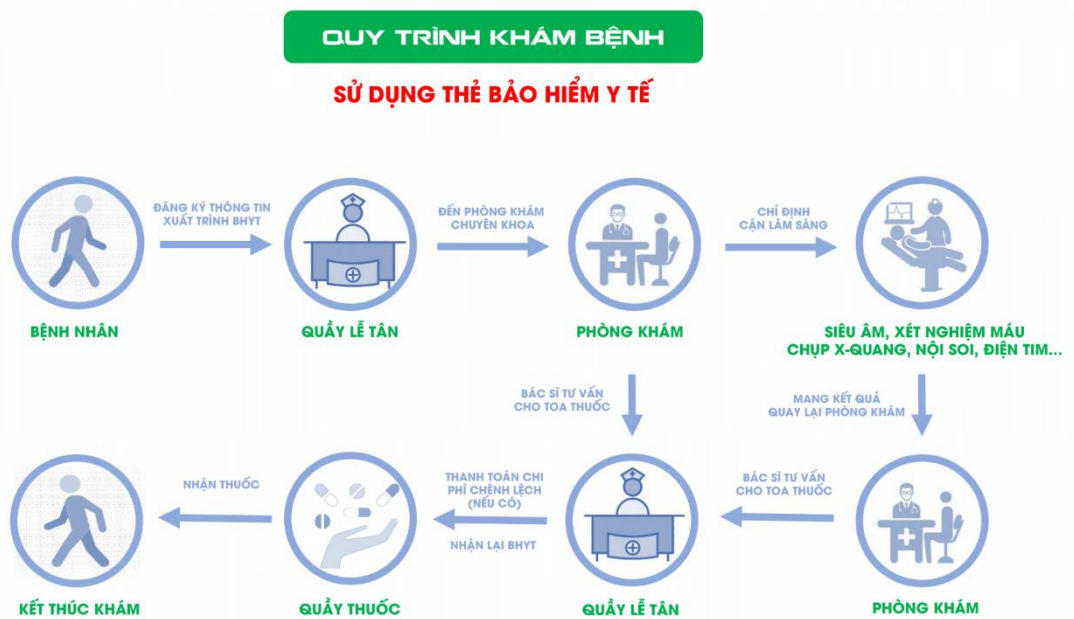 QUY TRÌNH KHÁM BỆNH
SỬ DỤNG THẺ BẢO HIỂM Y TẾ
ĐĂNG KÝ THÔNG TIN
XUẤT TRÌNH BHYT
ĐẾN PHÒNG KHÁM
CHUYÊN KHOA
CHỈ ĐỊNH
CẬN LÂM SÀNG
BỆNH NHÂN
QUẦY LỄ TÂN
PHÒNG KHÁM
SIÊU ÂM, XÉT NGHIỆM MÁU
CHỤP X-QUANG, NỘI SOI, ĐIỆN TIM...
BÁC SĨ TƯ VẤN
CHO TOA THUỐC
MANG KẾT QUẢ
QUAY LẠI PHÒNG KHÁM
NHẬN THUỐC
THANH TOÁN CHI
PHÍ CHÊNH LỆCH
(NẾU CÓ)
NHẬN LẠI BHYT
BÁC SĨ TƯ VẤN
CHO TOA THUỐC
KẾT THÚC KHÁM
QUẦY THUỐC
QUẦY LỄ TÂN
PHÒNG KHÁM